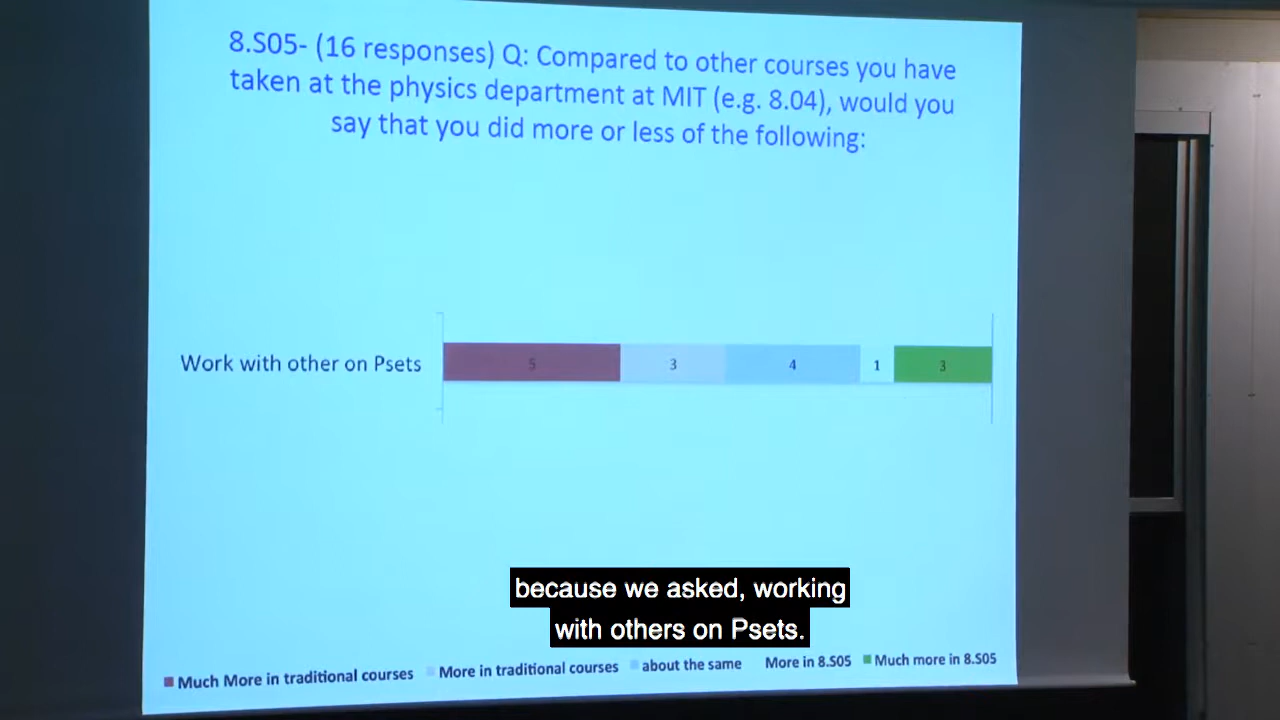 8.S05- (16 responses) Q: Compared to other courses you have
taken at the physics department at MIT (e.g. 8.04), would you
say that you did more or less of the following:
Work with other on Psets
5 3 4 1 3
because we asked, working
with others on Psets.
Much More in traditional courses More in traditional courses about the same More in 8.S05 Much more in 8.S05